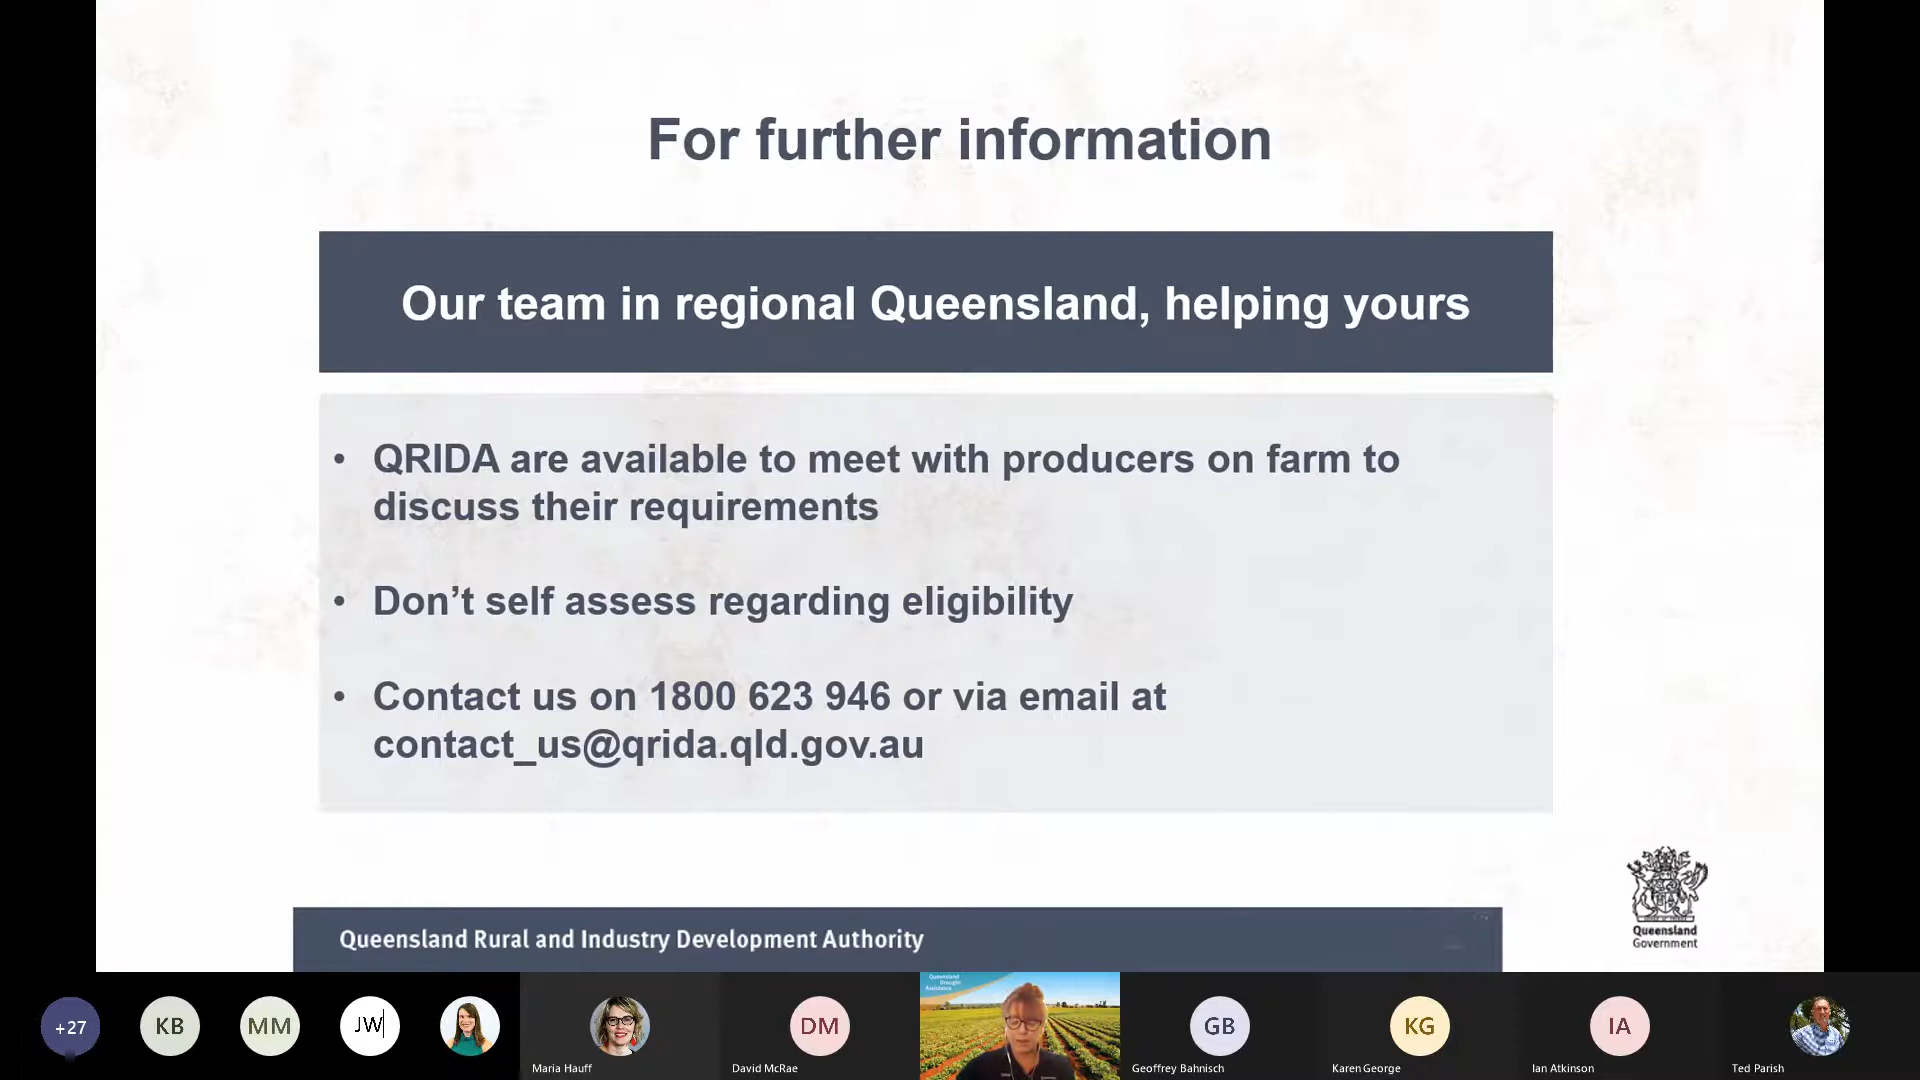 For further information
Our team in regional Queensland, helping yours
• QRIDA are available to meet with producers on farm to
discuss their requirements
• Don’t self assess regarding eligibility
• Contact us on 1800 623 946 or via email at
contact_us@qrida.qld.gov.au
Queensland
Government
Queensland Rural and Industry Development Authority
Queensland
Drought
Assistance
+27
KB
MM
JW
DM
GB
KG
IA
Maria Hauff
David McRae
Geoffrey Bahnisch
Karen George
Ian Atkinson
Ted Parish